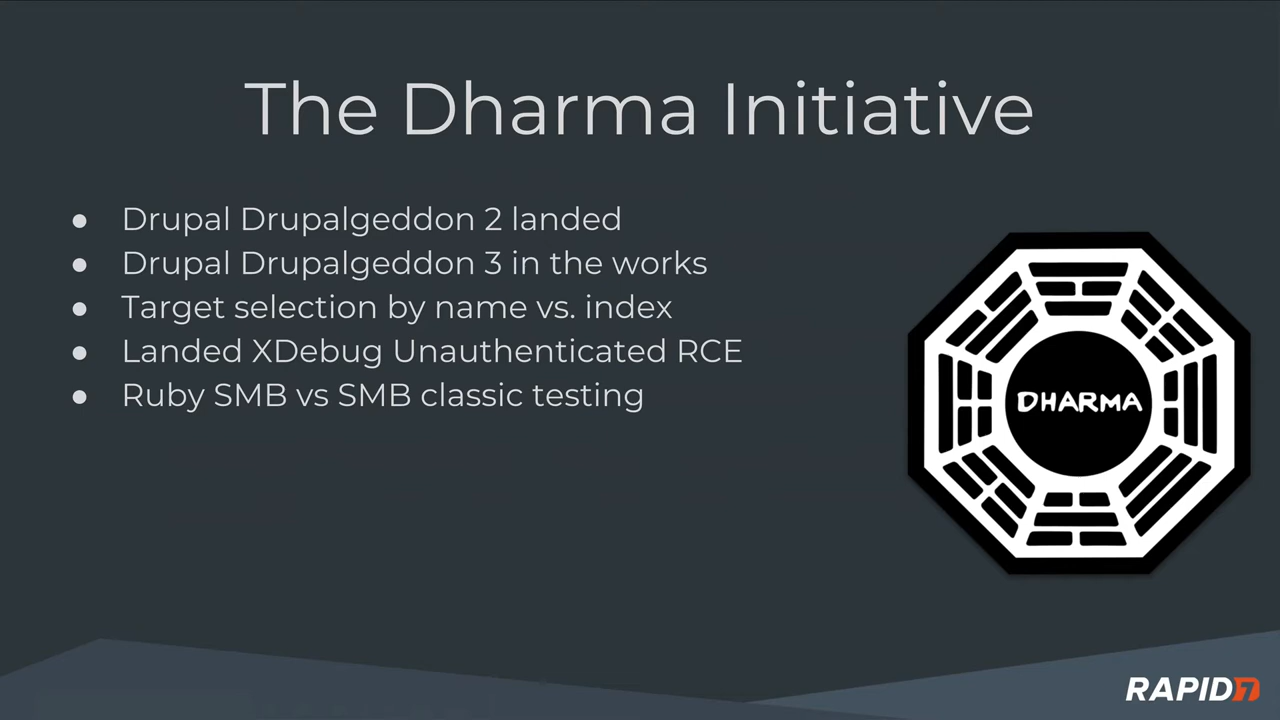 The Dharma Initiative
● Drupal Drupalgeddon 2 landed
● Drupal Drupalgeddon 3 in the works
● Target selection by name vs. index
● Landed XDebug Unauthenticated RCE
● Ruby SMB vs SMB classic testing
DHARMA
RAPID7